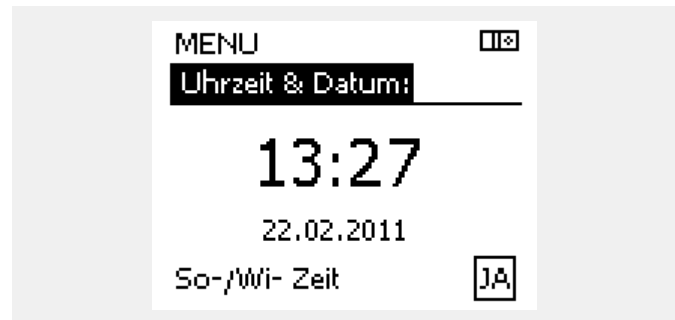 MENU
Uhrzeit & Datum:
13:27
22.02.2011
So-/Wi- Zeit JA